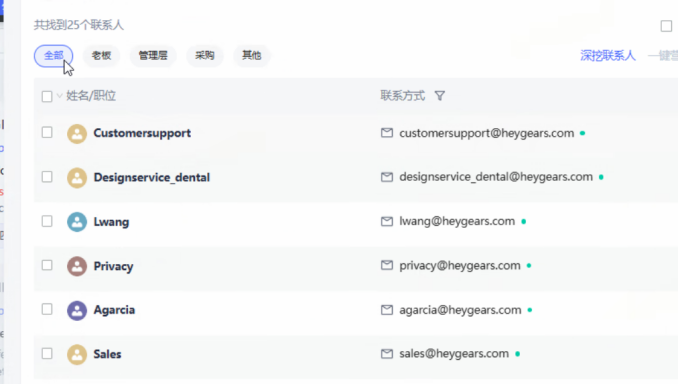 共找到25个联系人
全部 老板 管理层 采购 其他
深挖联系人 一键营
姓名/职位 联系方式
Customersupport customersupport@heygears.com
Designservice_dental designservice_dental@heygears.com
Lwang lwang@heygears.com
Privacy privacy@heygears.com
Agarcia agarcia@heygears.com
Sales sales@heygears.com